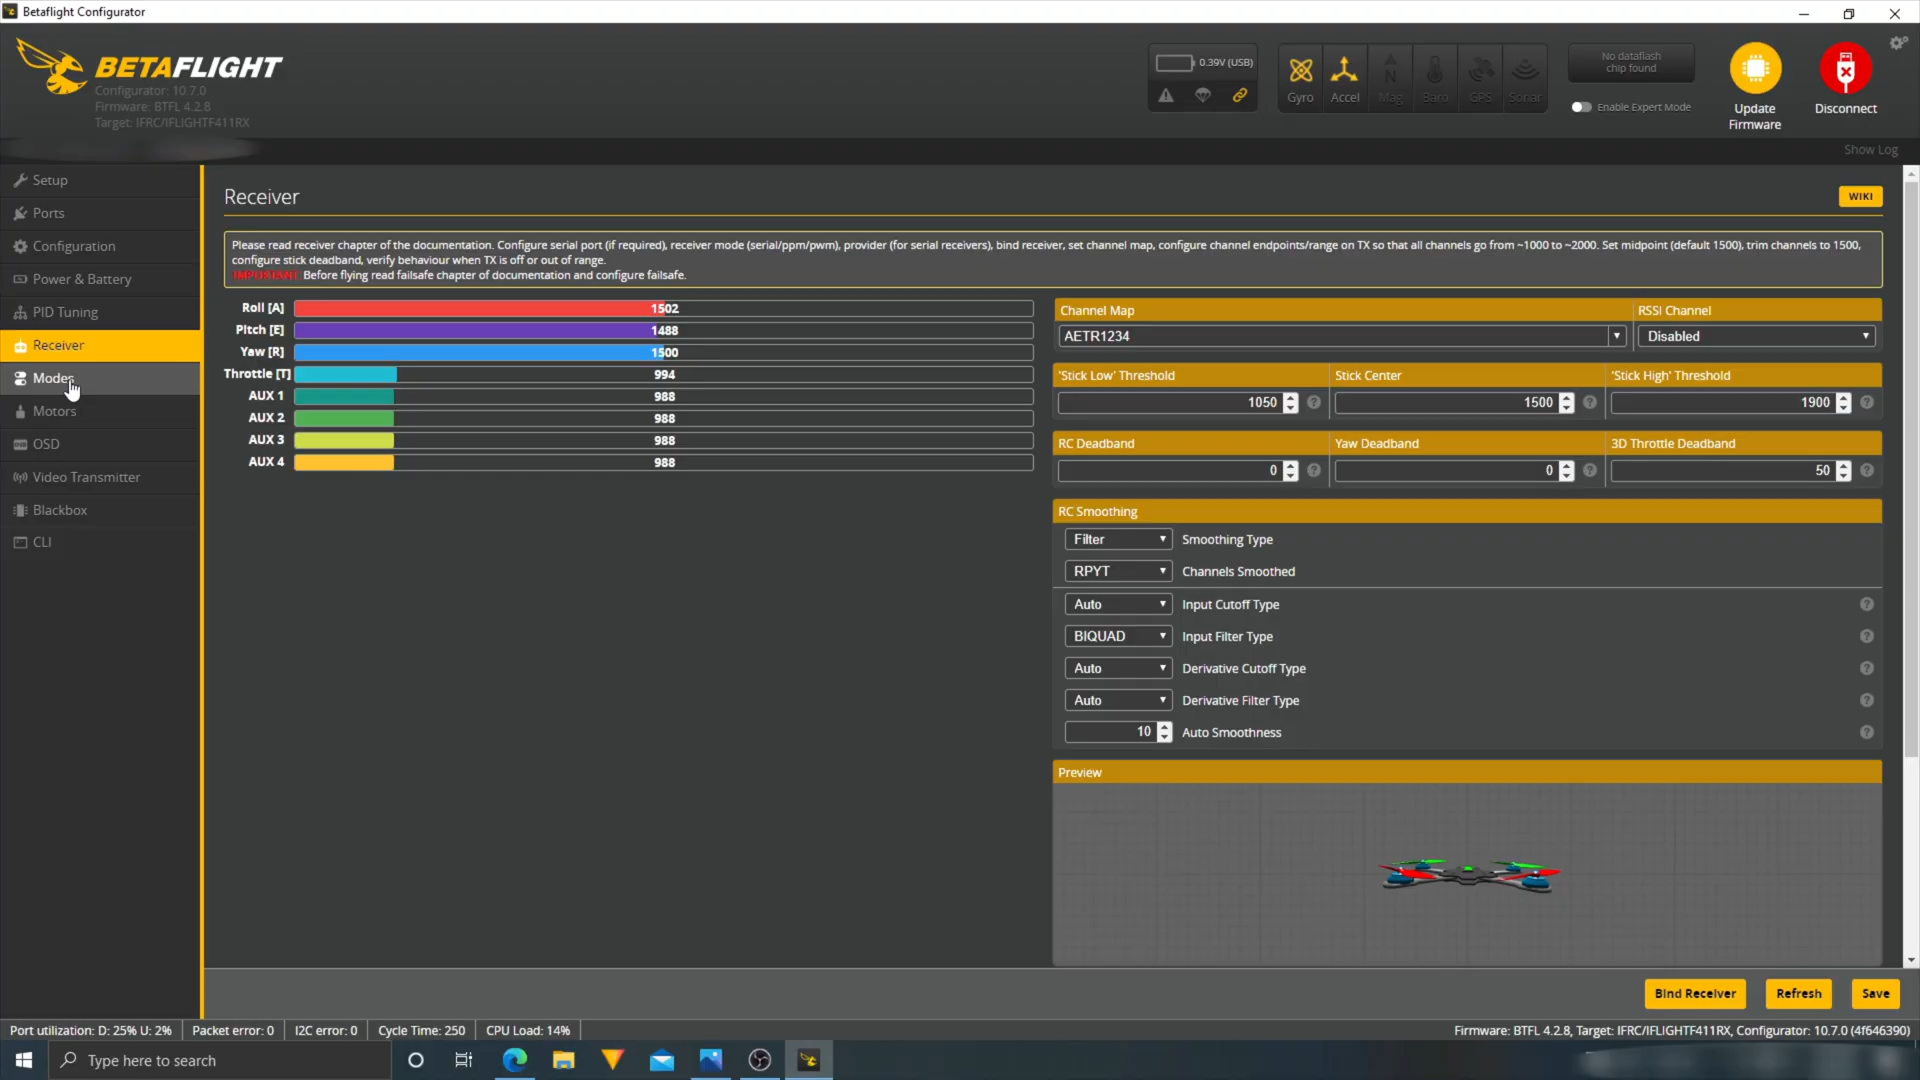 Betaflight Configurator
BETAFLIGHT
Configurator: 10.7.0
Firmware: BTFL 4.2.8
Target: IFRC/IFLIGHTF411RX
0.39V (USB)
Gyro
Accel
Mag
Baro
GPS
Sonar
No dataflash
chip found
Enable Expert Mode
Update
Firmware
Disconnect
Show Log
Setup
Ports
Configuration
Power & Battery
PID Tuning
Receiver
Modes
Motors
OSD
Video Transmitter
Blackbox
CLI
Receiver
WIKI
Please read receiver chapter of the documentation. Configure serial port (if required), receiver mode (serial/ppm/pwm), provider (for serial receivers), bind receiver, set channel map, configure channel endpoints/range on TX so that all channels go from ~1000 to ~2000. Set midpoint (default 1500), trim channels to 1500,
configure stick deadband, verify behaviour when TX is off or out of range.
IMPORTANT: Before flying read failsafe chapter of documentation and configure failsafe.
Roll [A] 1502
Pitch [E] 1488
Yaw [R] 1500
Throttle [T] 994
AUX 1 988
AUX 2 988
AUX 3 988
AUX 4 988
Channel Map
RSSI Channel
AETR1234
Disabled
'Stick Low' Threshold
Stick Center
'Stick High' Threshold
1050
1500
1900
RC Deadband
Yaw Deadband
3D Throttle Deadband
0
0
50
RC Smoothing
Filter Smoothing Type
RPYT Channels Smoothed
Auto Input Cutoff Type
BIQUAD Input Filter Type
Auto Derivative Cutoff Type
Auto Derivative Filter Type
10 Auto Smoothness
Preview
Bind Receiver
Refresh
Save
Port utilization: D: 25% U: 2%
Packet error: 0
I2C error: 0
Cycle Time: 250
CPU Load: 14%
Firmware: BTFL 4.2.8, Target: IFRC/IFLIGHTF411RX, Configurator: 10.7.0 (4f646390)
Type here to search